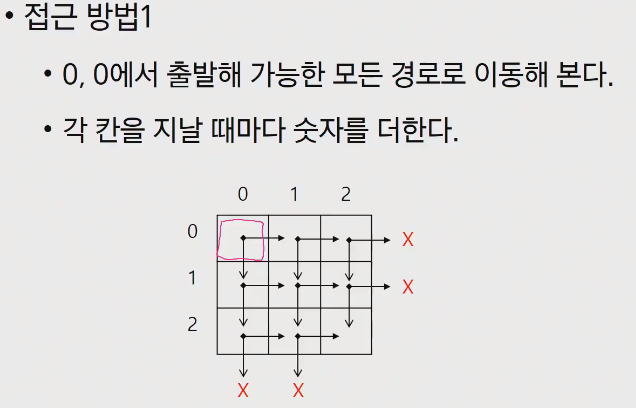 • 접근 방법1
• 0, 0에서 출발해 가능한 모든 경로로 이동해 본다.
• 각 칸을 지날 때마다 숫자를 더한다.
0 1 2
0 X
1 X
2
X X